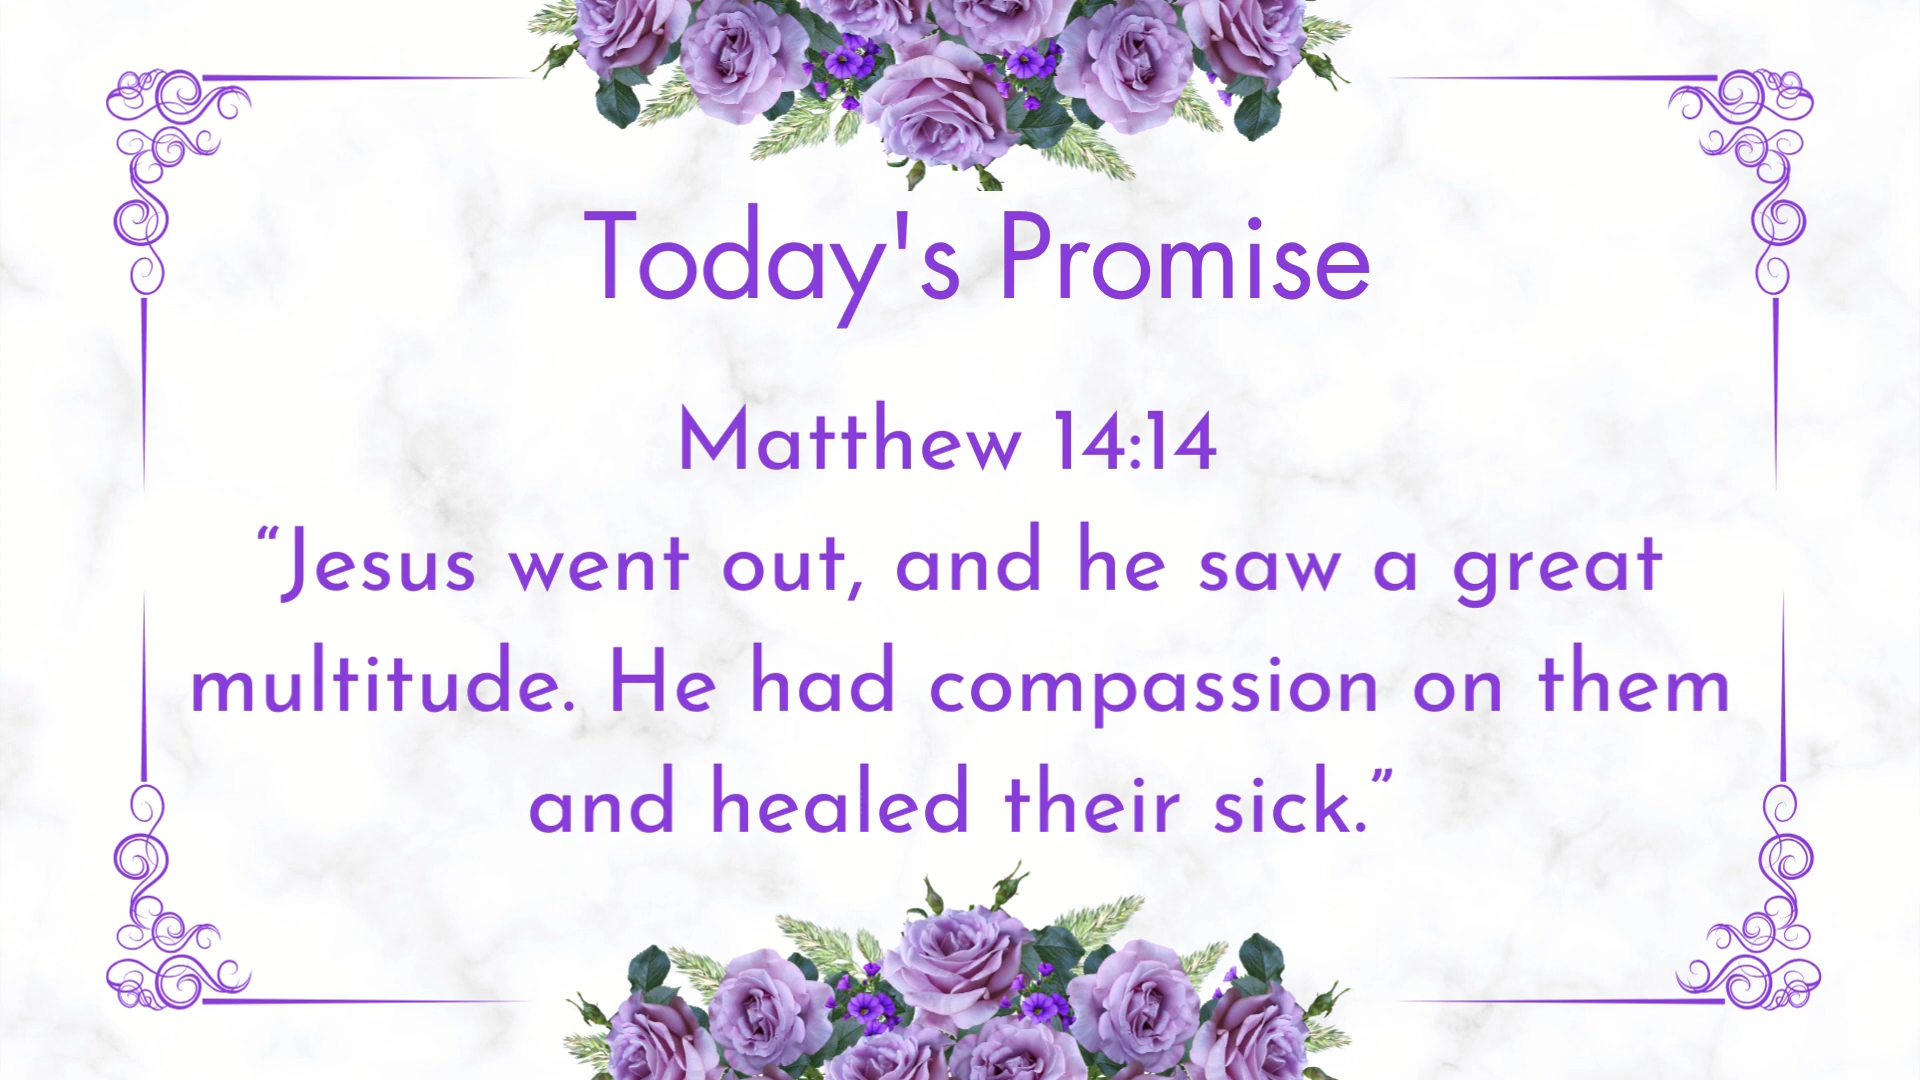 Today's Promise
Matthew 14:14
“Jesus went out, and he saw a great
multitude. He had compassion on them
and healed their sick.”